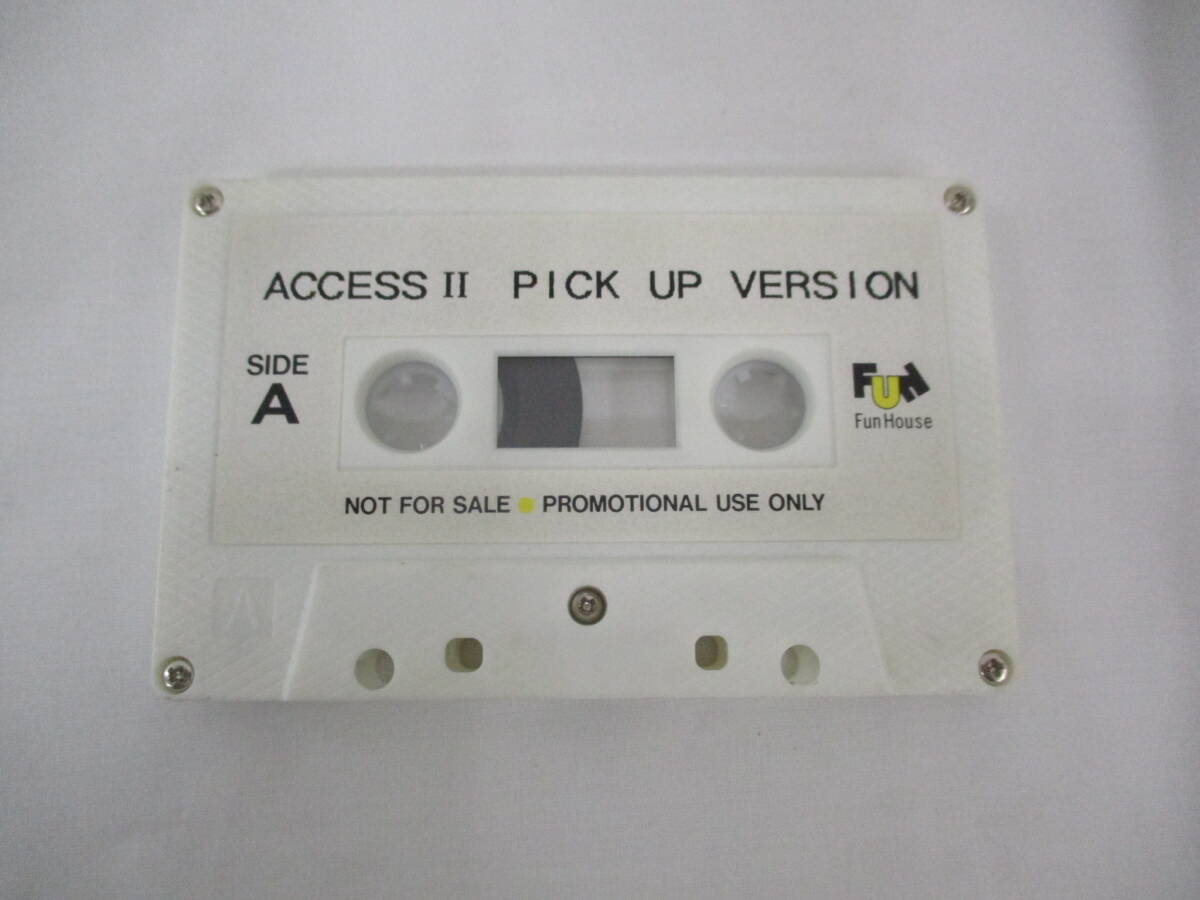 ACCESS II PICK UP VERSION
SIDE
A
FUN
Fun House
NOT FOR SALE ● PROMOTIONAL USE ONLY
A